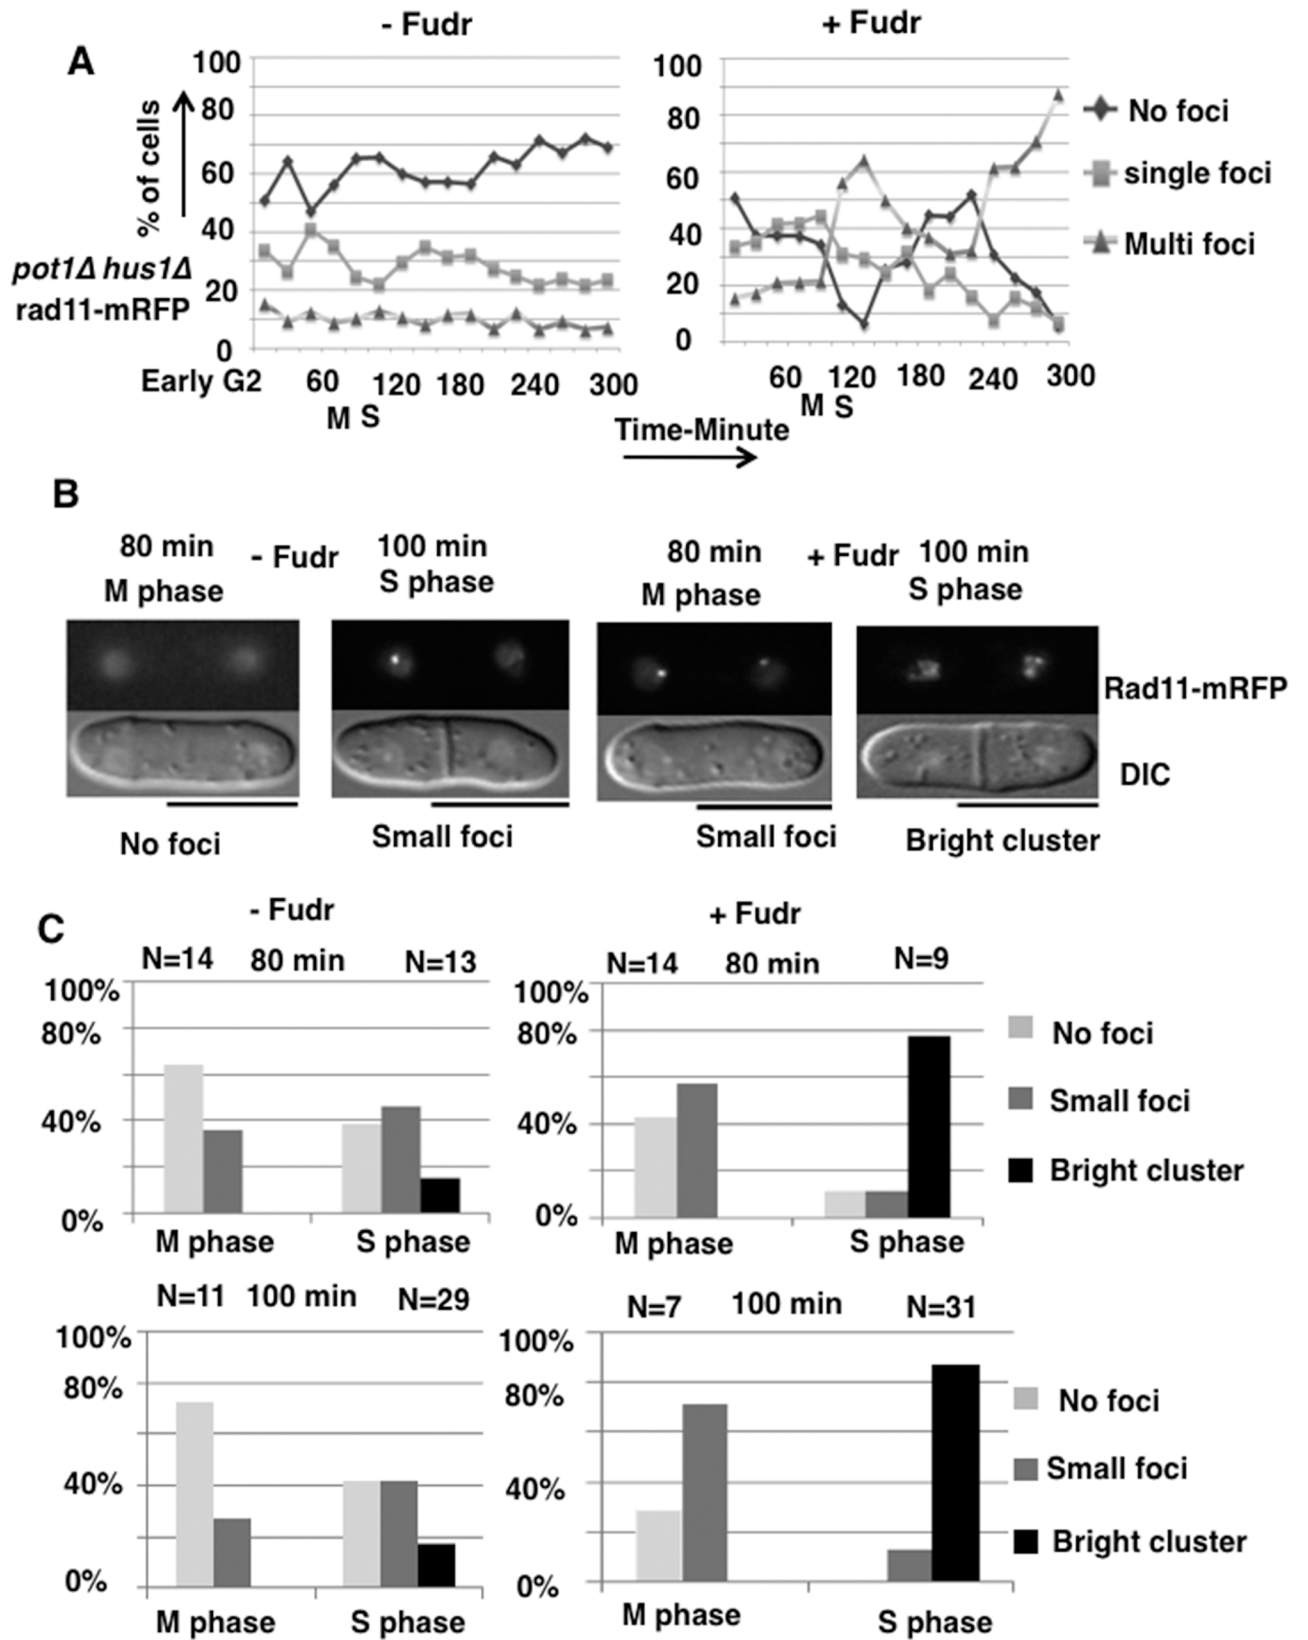 A
- Fudr
+ Fudr
% of cells
100
80
60
40
20
0
100
80
60
40
20
0
No foci
single foci
Multi foci
pot1Δ hus1Δ
rad11-mRFP
Early G2 60 120 180 240 300
M S
60 120 180 240 300
M S
Time-Minute
B
80 min
M phase
- Fudr
100 min
S phase
80 min
M phase
+ Fudr
100 min
S phase
Rad11-mRFP
DIC
No foci
Small foci
Small foci
Bright cluster
C
- Fudr
N=14 80 min N=13
100%
80%
40%
0%
M phase S phase
+ Fudr
N=14 80 min N=9
100%
80%
40%
0%
M phase S phase
No foci
Small foci
Bright cluster
N=11 100 min N=29
100%
80%
40%
0%
M phase S phase
N=7 100 min N=31
100%
80%
40%
0%
M phase S phase
No foci
Small foci
Bright cluster